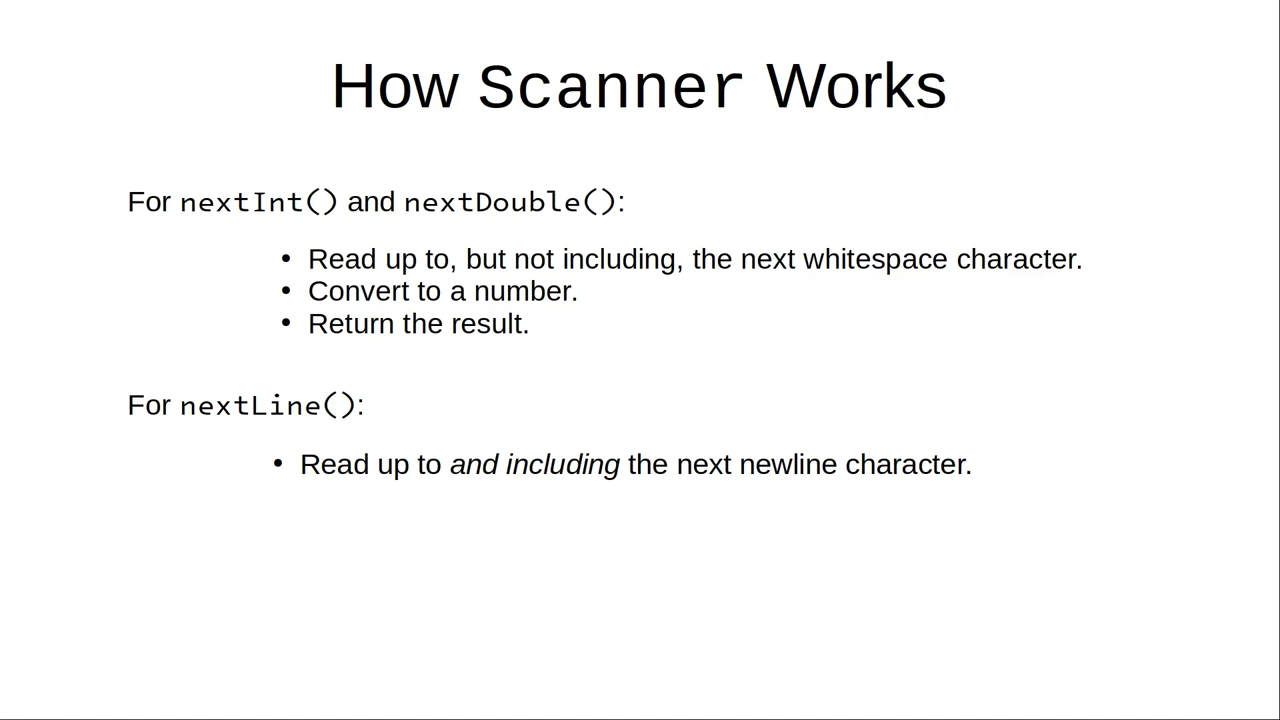 How Scanner Works
For nextInt() and nextDouble():
• Read up to, but not including, the next whitespace character.
• Convert to a number.
• Return the result.
For nextLine():
• Read up to and including the next newline character.